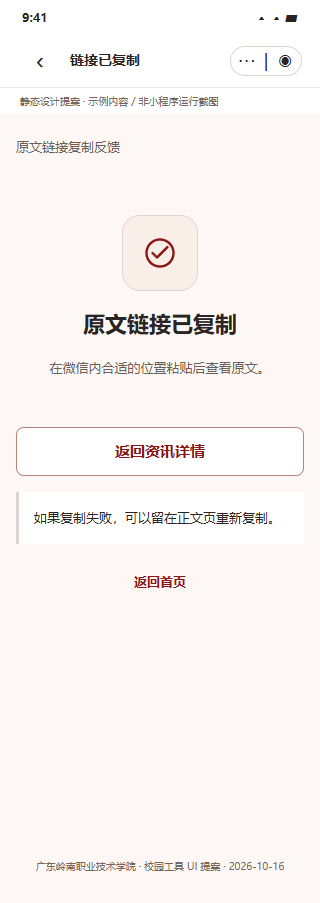 9:41
链接已复制
静态设计提案 · 示例内容 / 非小程序运行截图
原文链接复制反馈
原文链接已复制
在微信内合适的位置粘贴后查看原文。
返回资讯详情
如果复制失败，可以留在正文页重新复制。
返回首页
广东岭南职业技术学院 · 校园工具 UI 提案 · 2026-10-16